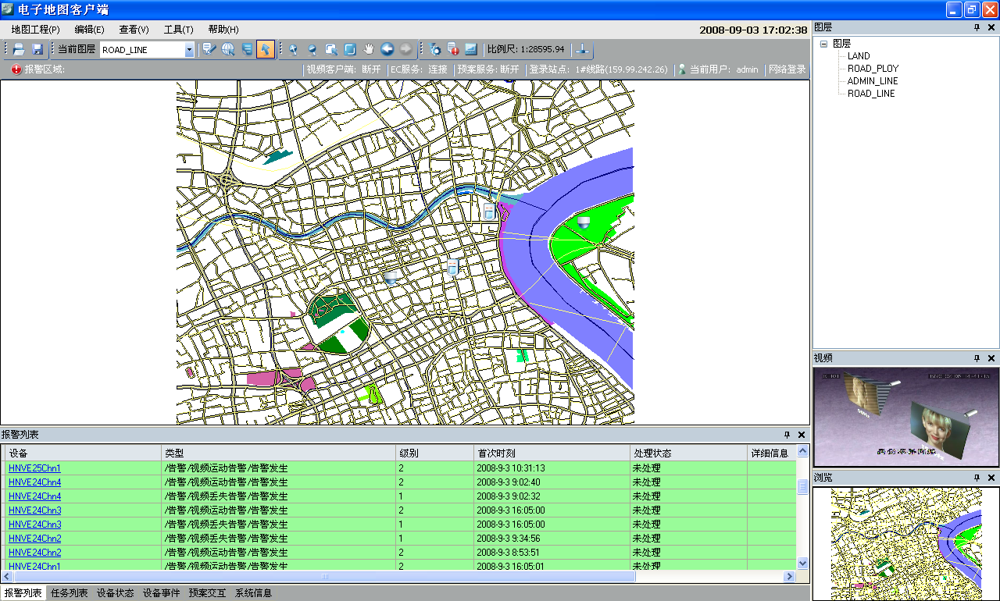 电子地图客户端
地图工程(P) 编辑(E) 查看(V) 工具(T) 帮助(H) 2008-09-03 17:02:38
当前图层 ROAD_LINE 比例尺: 1:28595.94
报警区域: 视频客户端: 断开 EC服务: 连接 预案服务: 断开 登录站点: 1#线路(159.99.242.26) 当前用户: admin 网络登录
图层
图层
LAND
ROAD_PLOY
ADMIN_LINE
ROAD_LINE
视频
浏览
报警列表
设备 类型 级别 首次时刻 处理状态 详细信息
HNVE25Chn1 /告警/视频运动告警/告警发生 2 2008-9-3 10:31:13 未处理
HNVE24Chn4 /告警/视频运动告警/告警发生 2 2008-9-3 9:02:40 未处理
HNVE24Chn4 /告警/视频丢失告警/告警发生 1 2008-9-3 9:02:32 未处理
HNVE24Chn3 /告警/视频运动告警/告警发生 2 2008-9-3 16:05:00 未处理
HNVE24Chn3 /告警/视频丢失告警/告警发生 1 2008-9-3 16:05:00 未处理
HNVE24Chn2 /告警/视频丢失告警/告警发生 1 2008-9-3 9:34:56 未处理
HNVE24Chn2 /告警/视频运动告警/告警发生 2 2008-9-3 8:53:51 未处理
HNVE24Chn1 /告警/视频运动告警/告警发生 2 2008-9-3 16:05:01 未处理
报警列表 任务列表 设备状态 设备事件 预案交互 系统信息